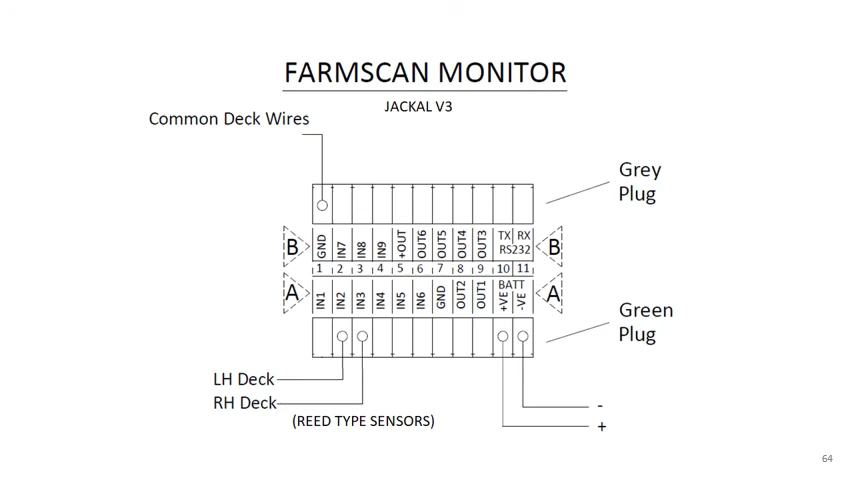 FARMSCAN MONITOR
JACKAL V3
Common Deck Wires
Grey
Plug
B GND IN7 IN8 IN9 +OUT OUT6 OUT5 OUT4 OUT3 TX RX B
RS232
1 2 3 4 5 6 7 8 9 10 11
A IN1 IN2 IN3 IN4 IN5 IN6 GND OUT2 OUT1 BATT A
+VE -VE
Green
Plug
LH Deck
RH Deck
(REED TYPE SENSORS)
-
+
64